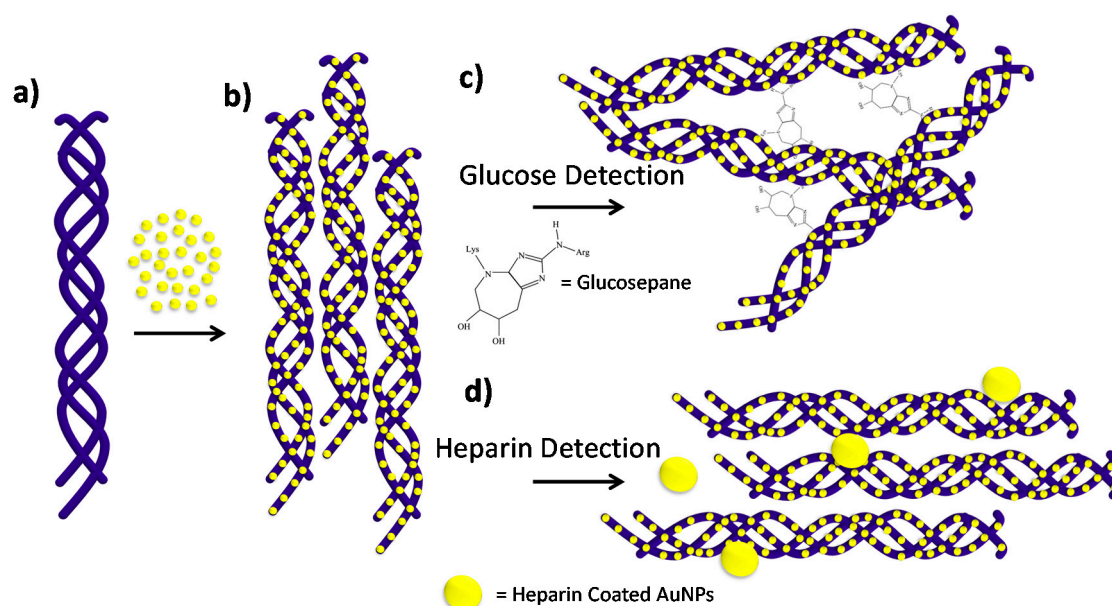 a)
b)
c)
Glucose Detection
H
N
Lys
Arg
N
N
N
= Glucosepane
OH
OH
d)
Heparin Detection
= Heparin Coated AuNPs